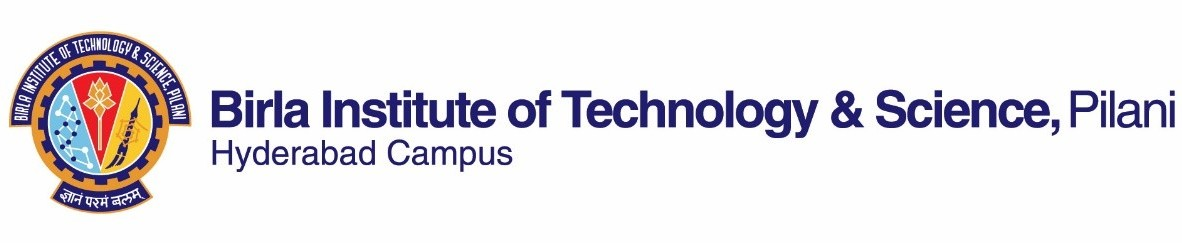 BIRLA INSTITUTE OF TECHNOLOGY & SCIENCE, PILANI
ज्ञानं परमं बलम्
Birla Institute of Technology & Science, Pilani
Hyderabad Campus